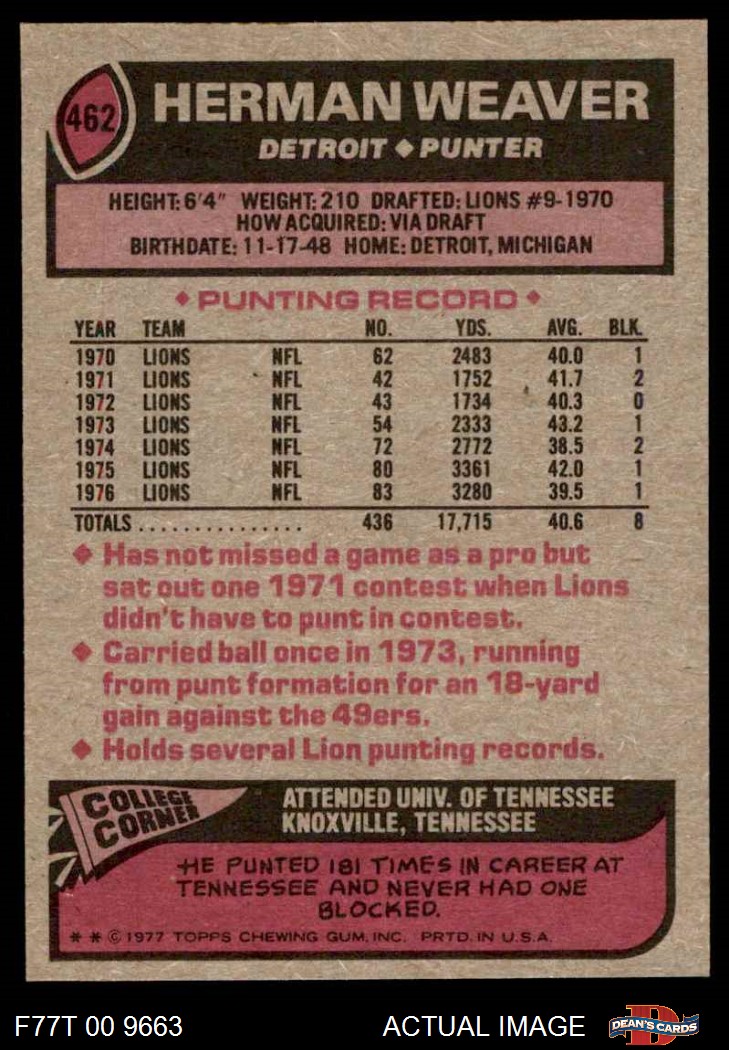 462
HERMAN WEAVER
DETROIT ◆ PUNTER
HEIGHT: 6'4" WEIGHT: 210 DRAFTED: LIONS #9-1970
HOW ACQUIRED: VIA DRAFT
BIRTHDATE: 11-17-48 HOME: DETROIT, MICHIGAN
◆ PUNTING RECORD ◆
YEAR TEAM NO. YDS. AVG. BLK.
1970 LIONS NFL 62 2483 40.0 1
1971 LIONS NFL 42 1752 41.7 2
1972 LIONS NFL 43 1734 40.3 0
1973 LIONS NFL 54 2333 43.2 1
1974 LIONS NFL 72 2772 38.5 2
1975 LIONS NFL 80 3361 42.0 1
1976 LIONS NFL 83 3280 39.5 1
TOTALS ............... 436 17,715 40.6 8
◆ Has not missed a game as a pro but
sat out one 1971 contest when Lions
didn't have to punt in contest.
◆ Carried ball once in 1973, running
from punt formation for an 18-yard
gain against the 49ers.
◆ Holds several Lion punting records.
COLLEGE
CORNER
ATTENDED UNIV. OF TENNESSEE
KNOXVILLE, TENNESSEE
HE PUNTED 181 TIMES IN CAREER AT
TENNESSEE AND NEVER HAD ONE
BLOCKED.
* * © 1977 TOPPS CHEWING GUM, INC. PRTD. IN U.S.A.
F77T 00 9663 ACTUAL IMAGE
D
DEAN'S CARDS